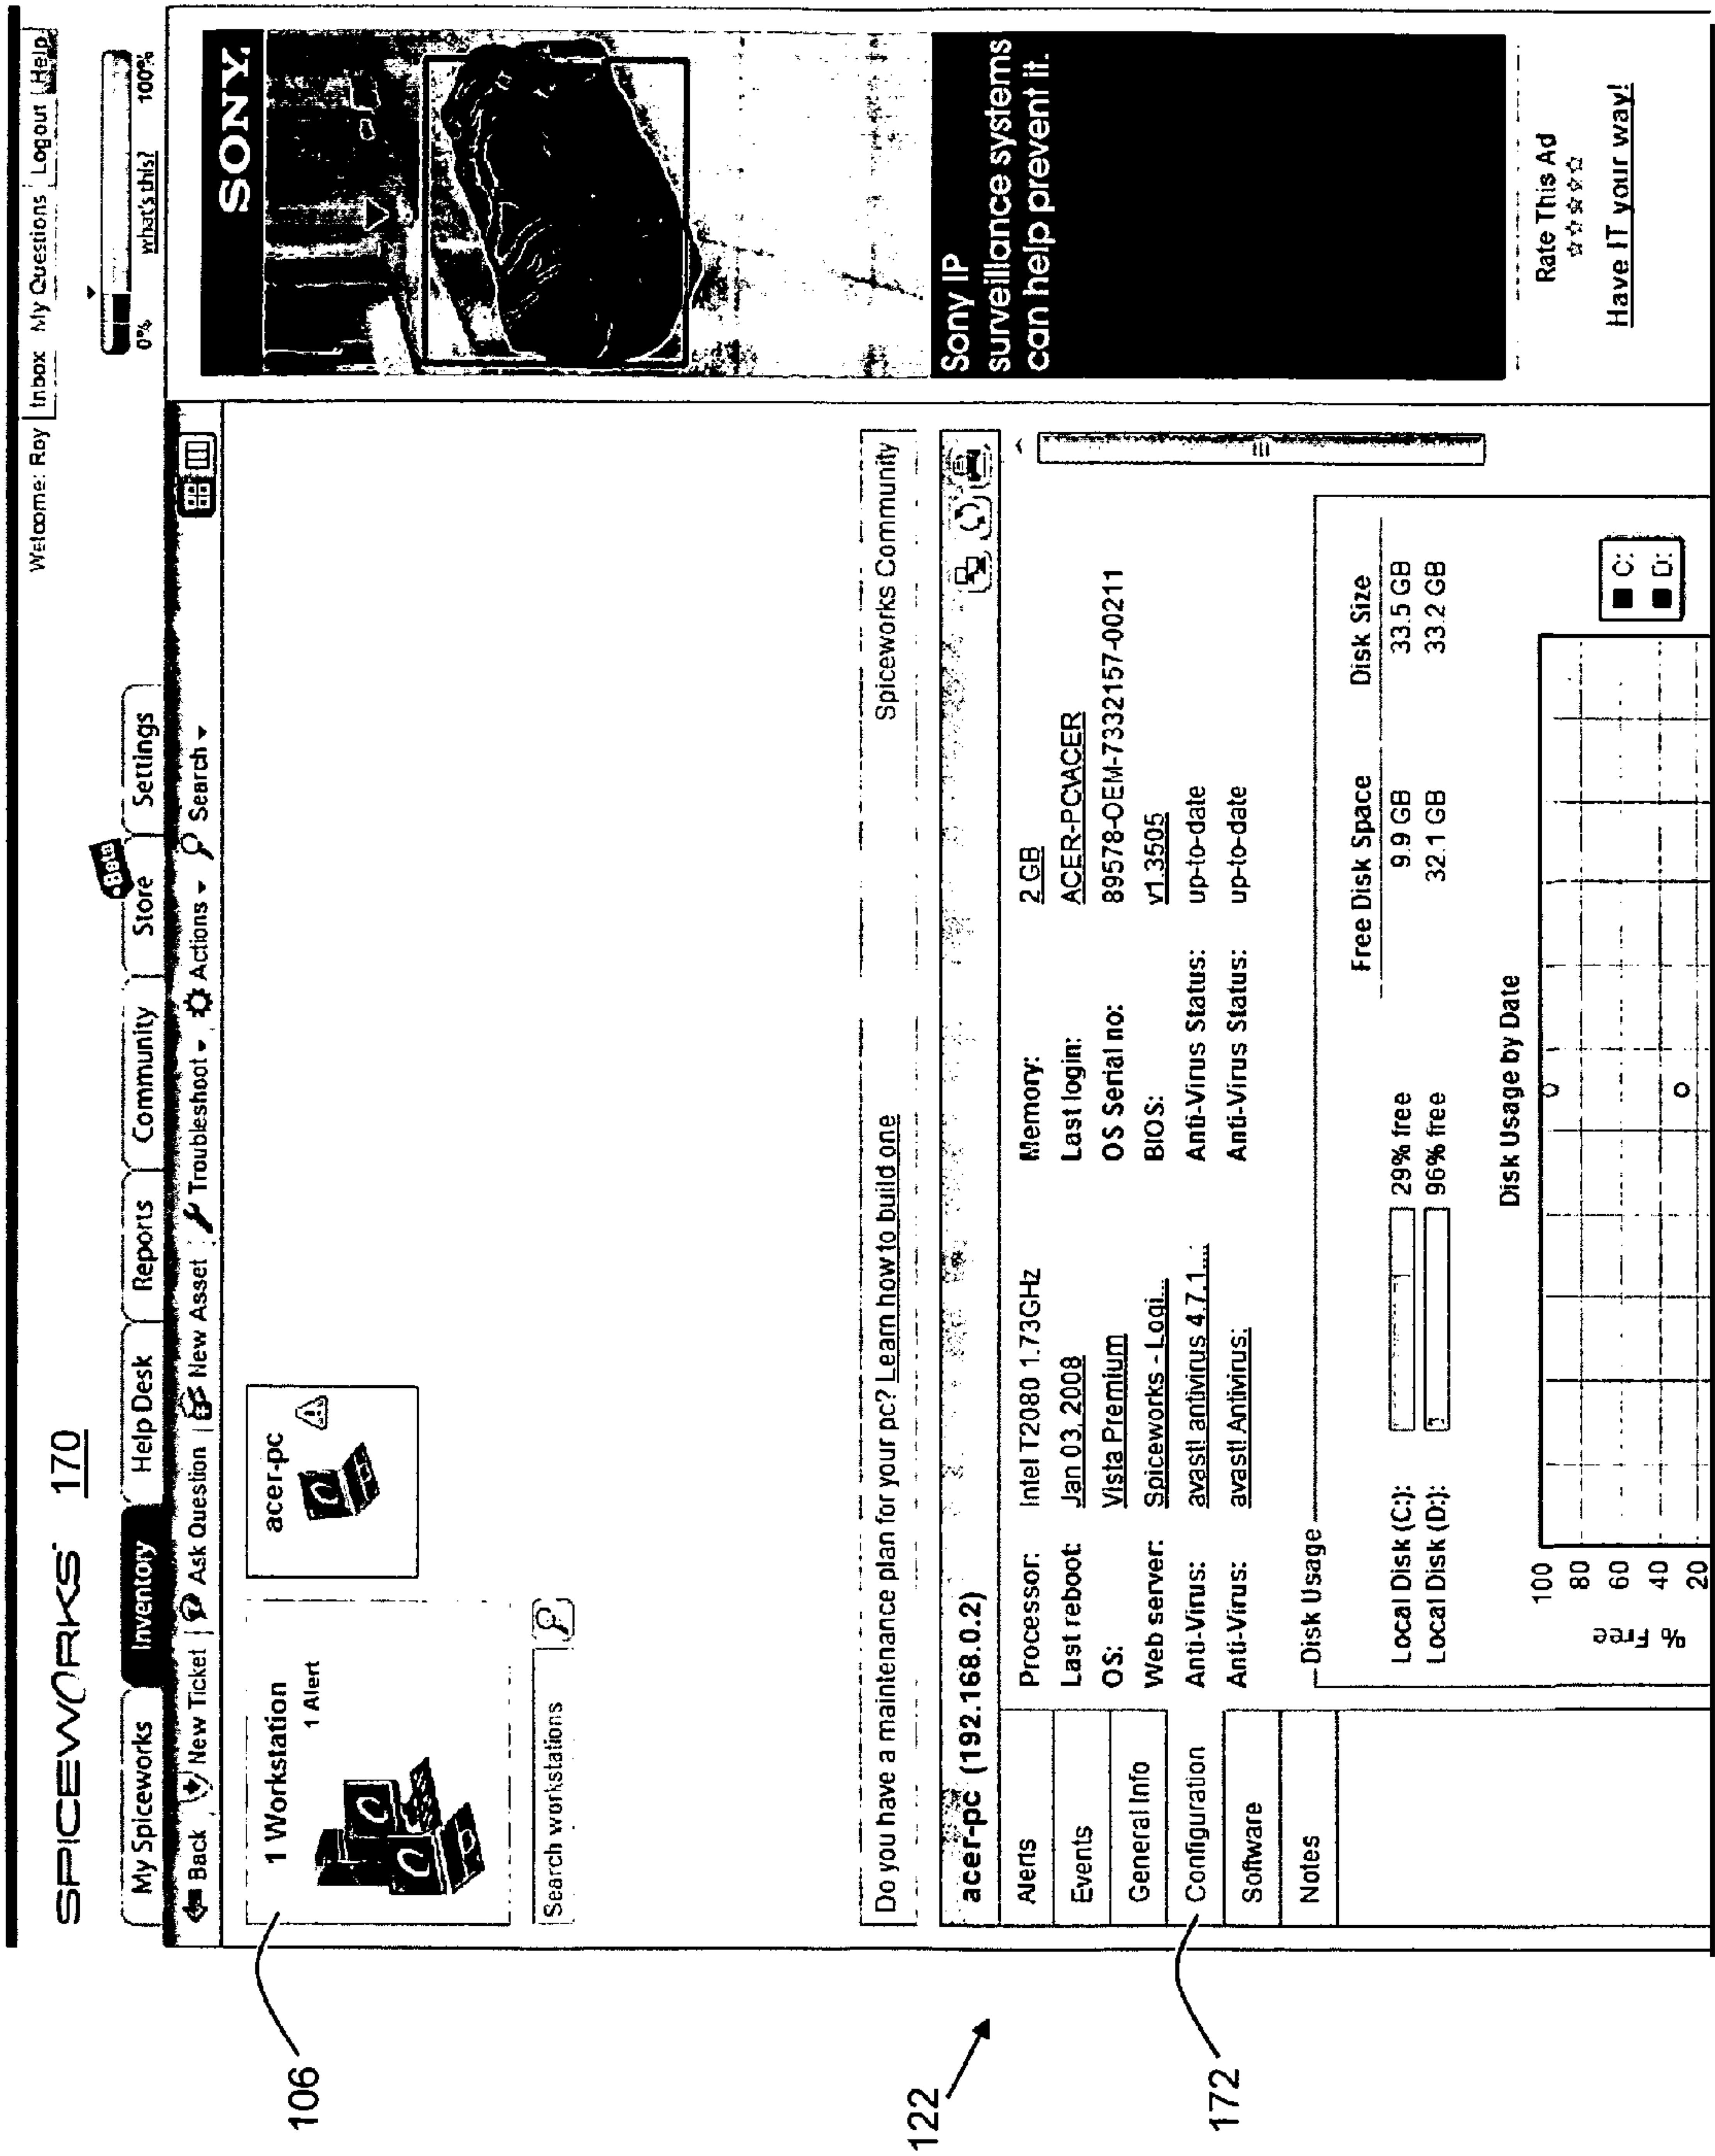 Welcome: Roy Inbox My Questions Logout Help
SPICEWORKS 170
0% what's this? 100%
Beta
My Spiceworks Inventory Help Desk Reports Community Store Settings
Back New Ticket Ask Question New Asset Troubleshoot Actions Search
106
1 Workstation
1 Alert
acer-pc
Search workstations
SONY
Do you have a maintenance plan for your pc? Learn how to build one Spiceworks Community
Sony IP
surveillance systems
can help prevent it.
122
acer-pc (192.168.0.2)
172
Alerts
Events
General Info
Configuration
Software
Notes
Processor: Intel T2080 1.73GHz Memory: 2 GB
Last reboot: Jan 03, 2008 Last login: ACER-PC\ACER
OS: Vista Premium OS Serial no: 89578-OEM-7332157-00211
Web server: Spiceworks - Logi... BIOS: v1.3505
Anti-Virus: avast! antivirus 4.7.1... Anti-Virus Status: up-to-date
Anti-Virus: avast! Antivirus: Anti-Virus Status: up-to-date
Disk Usage
Free Disk Space Disk Size
Local Disk (C:): 29% free 9.9 GB 33.5 GB
Local Disk (D:): 96% free 32.1 GB 33.2 GB
Disk Usage by Date
% Free
100
80
60
40
20
C:
D:
Rate This Ad
Have IT your way!